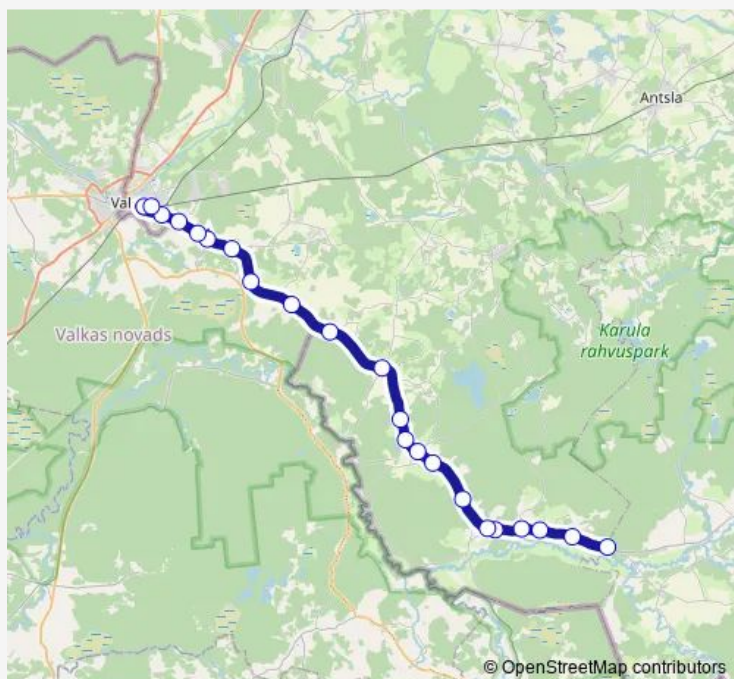 Antsla
Val
Karula
rahvuspark
Valkas novads
© OpenStreetMap contributors